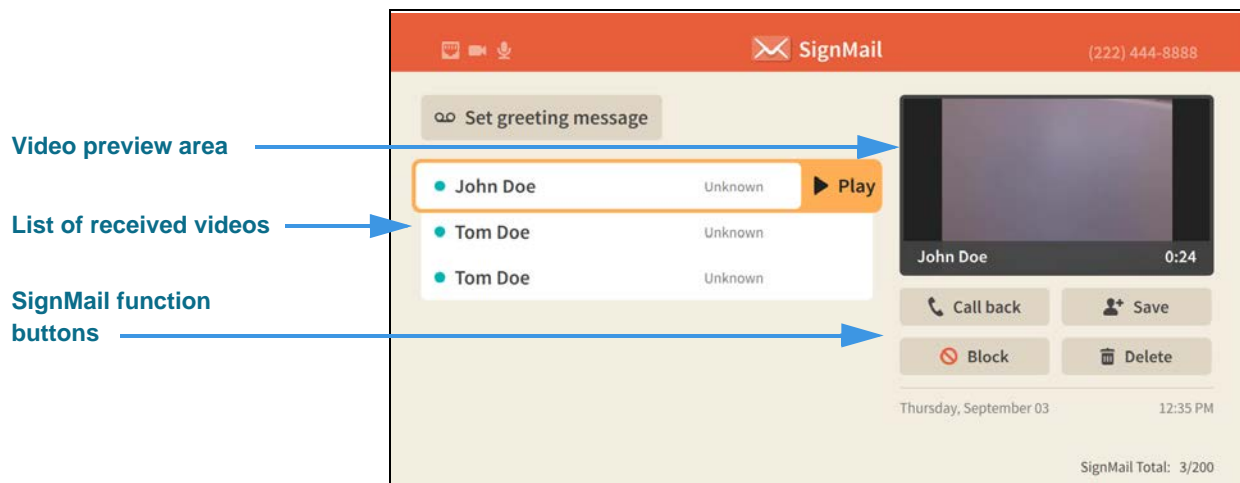 SignMail
(222) 444-8888
Set greeting message
Video preview area
John Doe Unknown Play
List of received videos
Tom Doe Unknown
John Doe 0:24
Tom Doe Unknown
SignMail function
buttons
Call back Save
Block Delete
Thursday, September 03 12:35 PM
SignMail Total: 3/200